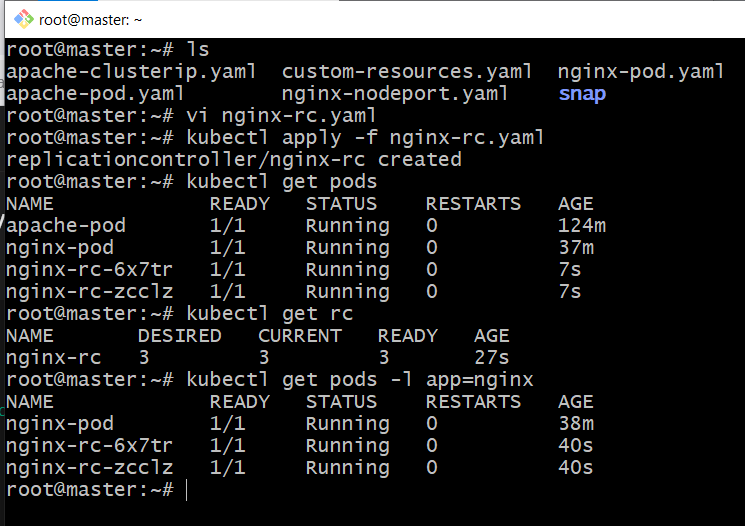 root@master: ~
root@master:~# ls
apache-clusterip.yaml  custom-resources.yaml  nginx-pod.yaml
apache-pod.yaml        nginx-nodeport.yaml    snap
root@master:~# vi nginx-rc.yaml
root@master:~# kubectl apply -f nginx-rc.yaml
replicationcontroller/nginx-rc created
root@master:~# kubectl get pods
NAME             READY   STATUS    RESTARTS   AGE
apache-pod       1/1     Running   0          124m
nginx-pod        1/1     Running   0          37m
nginx-rc-6x7tr   1/1     Running   0          7s
nginx-rc-zcclz   1/1     Running   0          7s
root@master:~# kubectl get rc
NAME       DESIRED   CURRENT   READY   AGE
nginx-rc   3         3         3       27s
root@master:~# kubectl get pods -l app=nginx
NAME             READY   STATUS    RESTARTS   AGE
nginx-pod        1/1     Running   0          38m
nginx-rc-6x7tr   1/1     Running   0          40s
nginx-rc-zcclz   1/1     Running   0          40s
root@master:~#